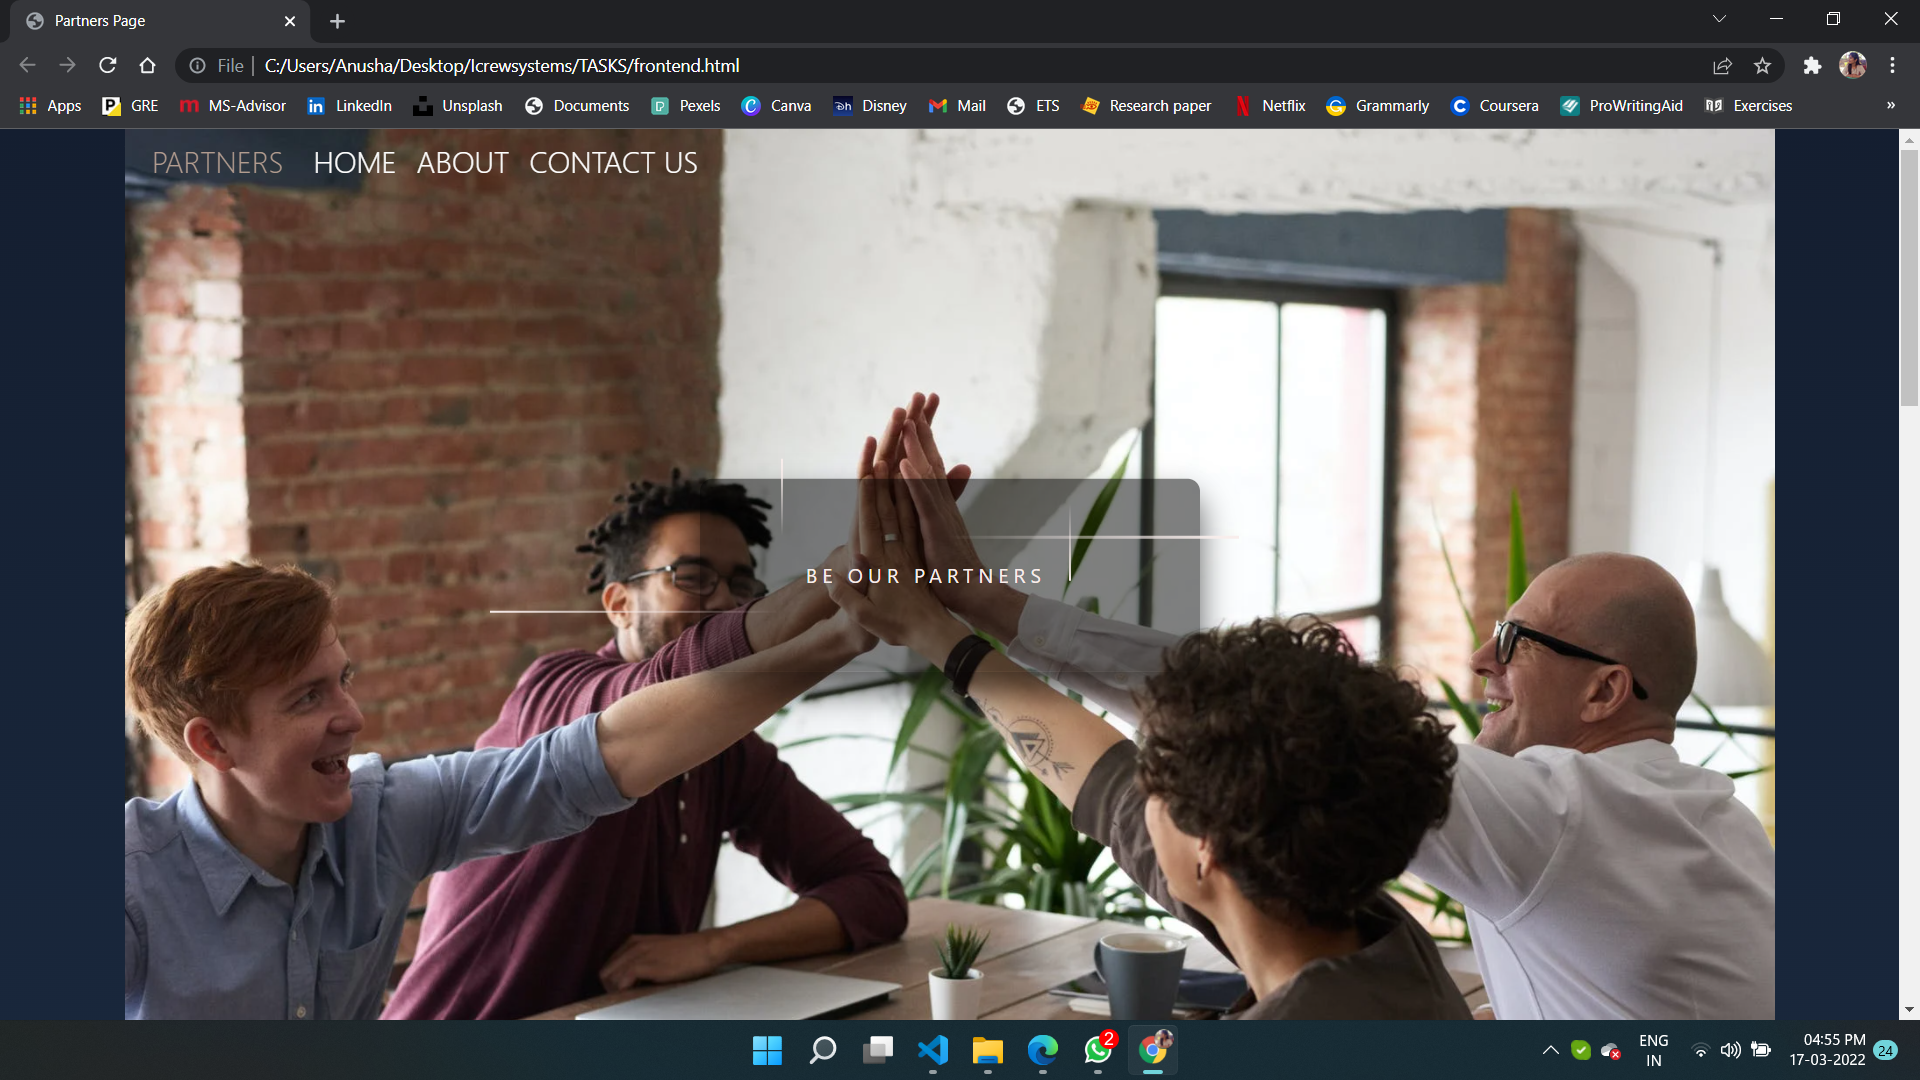 Partners Page
File | C:/Users/Anusha/Desktop/Icrewsystems/TASKS/frontend.html
Apps GRE MS-Advisor LinkedIn Unsplash Documents Pexels Canva Disney Mail ETS Research paper Netflix Grammarly Coursera ProWritingAid Exercises »
PARTNERS HOME ABOUT CONTACT US
BE OUR PARTNERS
2
ENG
IN
04:55 PM
17-03-2022
24